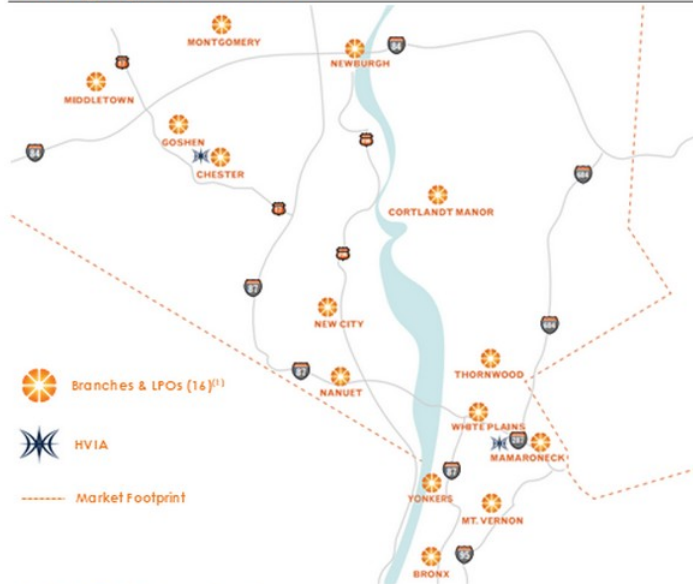 MONTGOMERY
NEWBURGH
84
MIDDLETOWN
GOSHEN
84
CHESTER
684
CORTLANDT MANOR
87
NEW CITY
684
THORNWOOD
87
NANUET
Branches & LPOs (16)(1)
WHITE PLAINS
HVIA
287
MAMARONECK
87
Market Footprint
YONKERS
MT. VERNON
95
BRONX